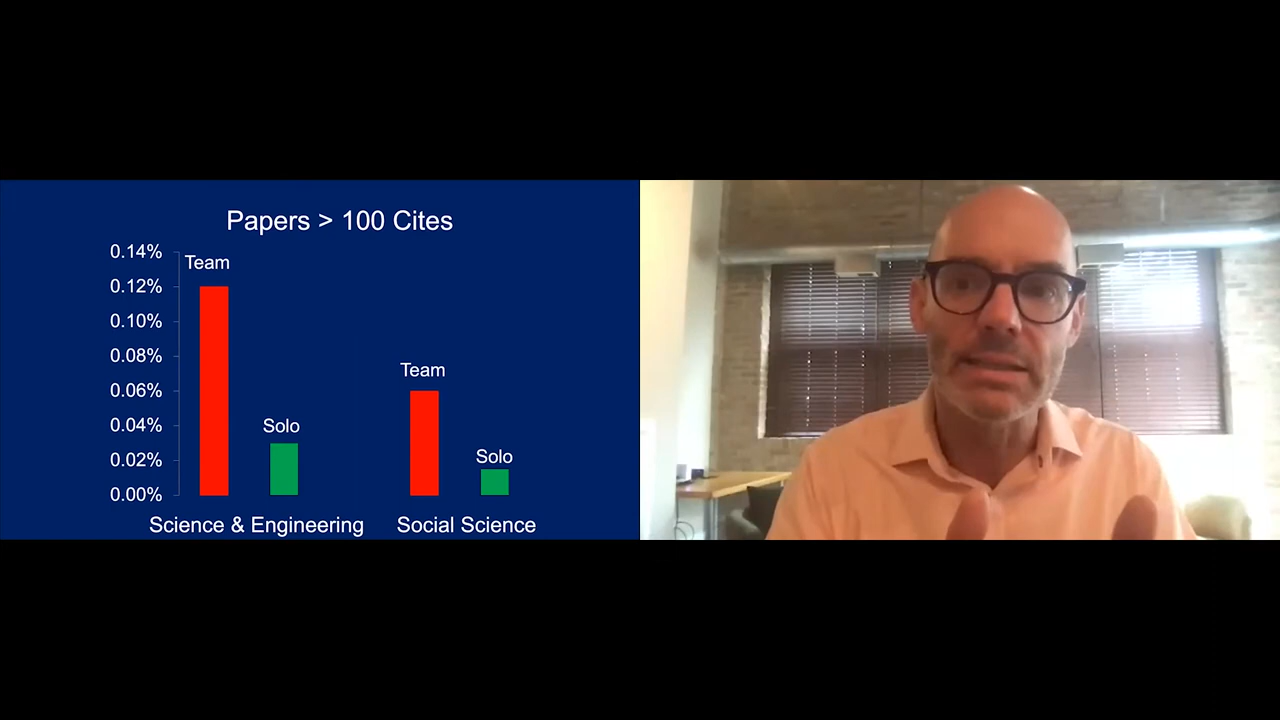 Papers > 100 Cites
0.14%
Team
0.12%
0.10%
0.08%
Team
0.06%
0.04%
Solo
0.02%
Solo
0.00%
Science & Engineering
Social Science